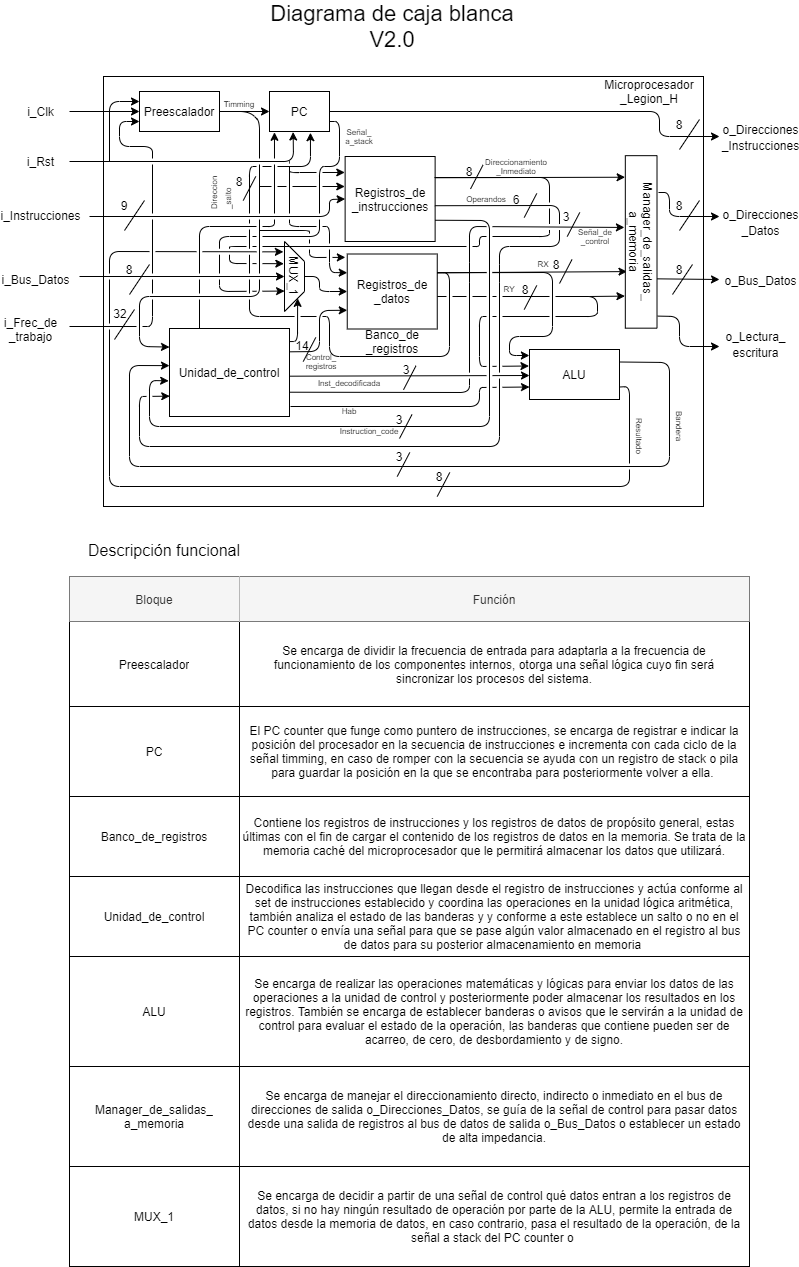 Diagrama de caja blanca
V2.0
Microprocesador
_Legion_H
i_Clk
Preescalador
Timming
PC
Señal_
a_stack
8
o_Direcciones
_Instrucciones
i_Rst
Direccion
_salto
8
Registros_de
_instrucciones
8
Direccionamiento
_Inmediato
Operandos
6
3
Señal_de
_control
Manager_de_salidas_
a_memoria
8
o_Direcciones
_Datos
9
i_Instrucciones
8
i_Bus_Datos
MUX_1
Registros_de
_datos
RX
8
RY
8
8
o_Bus_Datos
32
i_Frec_de
_trabajo
Banco_de
_registros
o_Lectura_
escritura
Unidad_de_control
14
Control_
registros
3
Inst_decodificada
ALU
Hab
3
Instruction_code
Resultado
Bandera
3
8
Descripción funcional
Bloque
Función
Preescalador
Se encarga de dividir la frecuencia de entrada para adaptarla a la frecuencia de
funcionamiento de los componentes internos, otorga una señal lógica cuyo fin será
sincronizar los procesos del sistema.
PC
El PC counter que funge como puntero de instrucciones, se encarga de registrar e indicar la
posición del procesador en la secuencia de instrucciones e incrementa con cada ciclo de la
señal timming, en caso de romper con la secuencia se ayuda con un registro de stack o pila
para guardar la posición en la que se encontraba para posteriormente volver a ella.
Banco_de_registros
Contiene los registros de instrucciones y los registros de datos de propósito general, estas
últimas con el fin de cargar el contenido de los registros de datos en la memoria. Se trata de la
memoria caché del microprocesador que le permitirá almacenar los datos que utilizará.
Unidad_de_control
Decodifica las instrucciones que llegan desde el registro de instrucciones y actúa conforme al
set de instrucciones establecido y coordina las operaciones en la unidad lógica aritmética,
también analiza el estado de las banderas y y conforme a este establece un salto o no en el
PC counter o envía una señal para que se pase algún valor almacenado en el registro al bus
de datos para su posterior almacenamiento en memoria
ALU
Se encarga de realizar las operaciones matemáticas y lógicas para enviar los datos de las
operaciones a la unidad de control y posteriormente poder almacenar los resultados en los
registros. También se encarga de establecer banderas o avisos que le servirán a la unidad de
control para evaluar el estado de la operación, las banderas que contiene pueden ser de
acarreo, de cero, de desbordamiento y de signo.
Manager_de_salidas_
a_memoria
Se encarga de manejar el direccionamiento directo, indirecto o inmediato en el bus de
direcciones de salida o_Direcciones_Datos, se guía de la señal de control para pasar datos
desde una salida de registros al bus de datos de salida o_Bus_Datos o establecer un estado
de alta impedancia.
MUX_1
Se encarga de decidir a partir de una señal de control qué datos entran a los registros de
datos, si no hay ningún resultado de operación por parte de la ALU, permite la entrada de
datos desde la memoria de datos, en caso contrario, pasa el resultado de la operación, de la
señal a stack del PC counter o